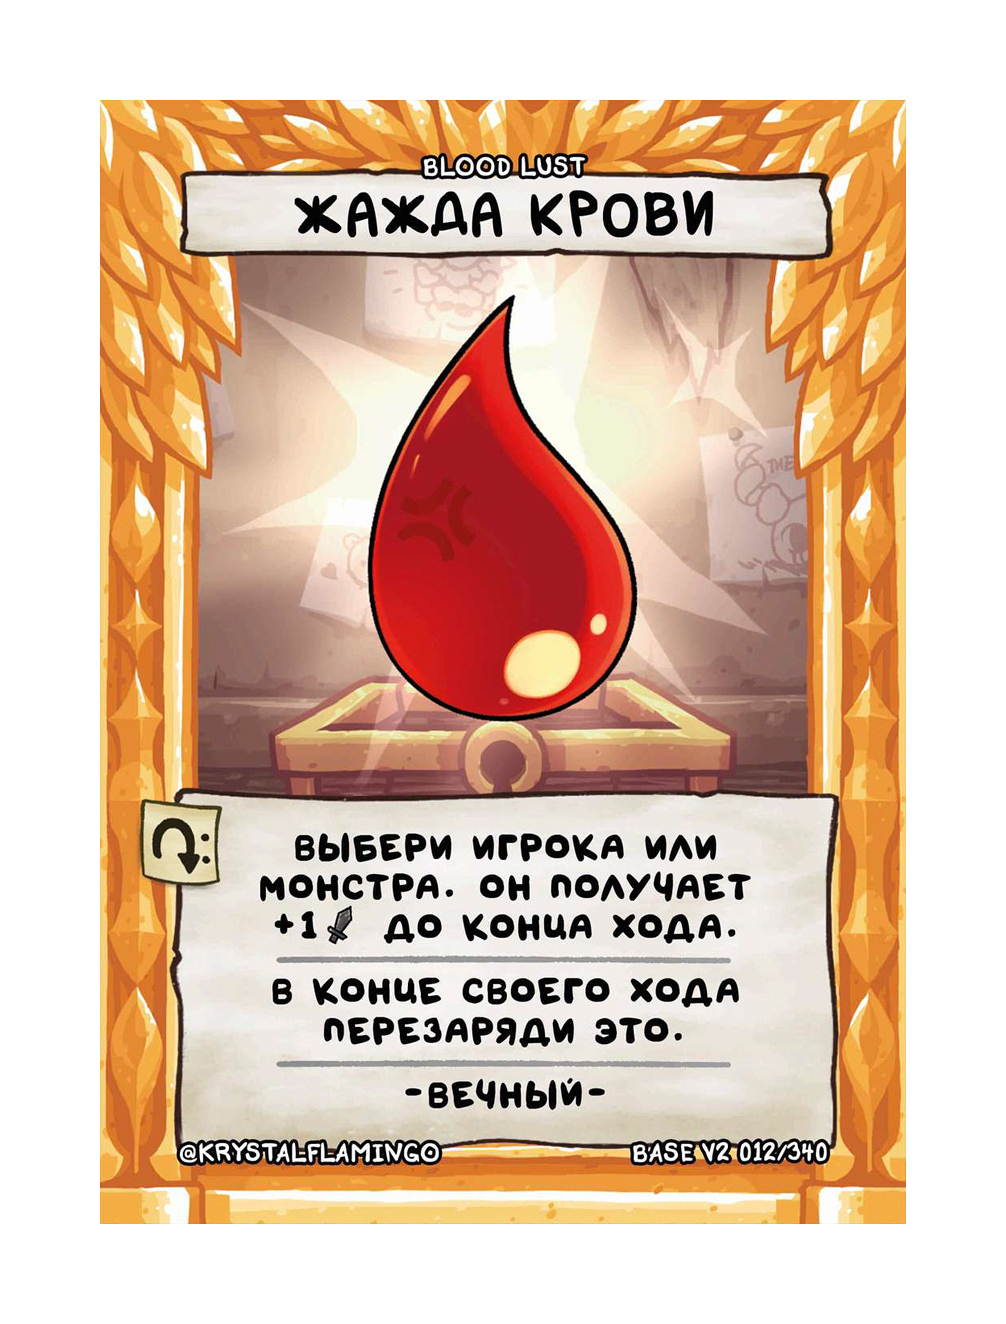 BLOOD LUST
ЖАЖДА КРОВИ
THE
ВЫБЕРИ ИГРОКА ИЛИ
МОНСТРА. ОН ПОЛУЧАЕТ
+1 ДО КОНЦА ХОДА.
В КОНЦЕ СВОЕГО ХОДА
ПЕРЕЗАРЯДИ ЭТО.
-ВЕЧНЫЙ-
@KRYSTALFLAMINGO
BASE V2 012/340